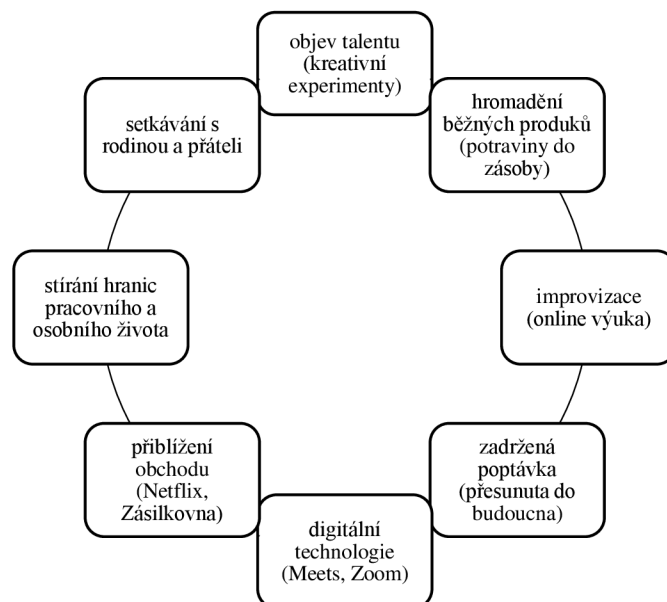 objev talentu
(kreativní
experimenty)
hromadění
běžných produků
(potraviny do
zásoby)
improvizace
(online výuka)
zadržená
poptávka
(přesunuta do
budoucna)
digitální
technologie
(Meets, Zoom)
přiblížení
obchodu
(Netflix,
Zásilkovna)
stírání hranic
pracovního a
osobního života
setkávání s
rodinou a přáteli